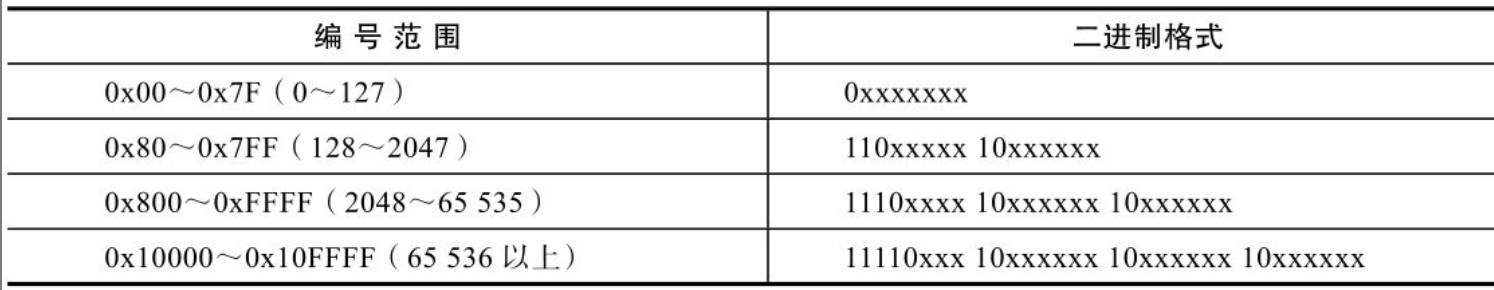 编号范围 二进制格式
0x00～0x7F（0～127） 0xxxxxxx
0x80～0x7FF（128～2047） 110xxxxx 10xxxxxx
0x800～0xFFFF（2048～65 535） 1110xxxx 10xxxxxx 10xxxxxx
0x10000～0x10FFFF（65 536 以上） 11110xxx 10xxxxxx 10xxxxxx 10xxxxxx